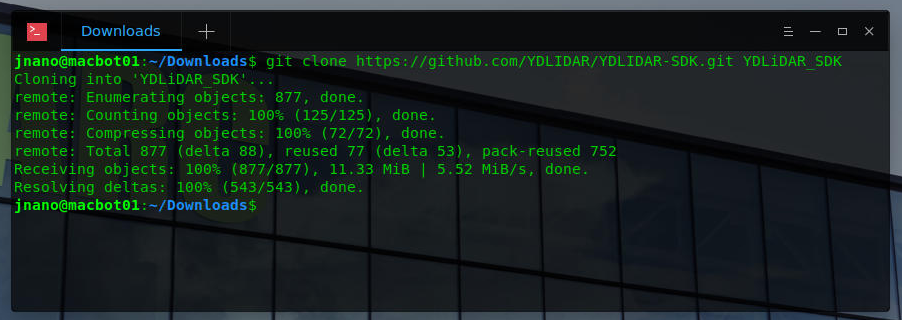 Downloads
jnano@macbot01:~/Downloads$ git clone https://github.com/YDLIDAR/YDLIDAR-SDK.git YDLiDAR_SDK
Cloning into 'YDLiDAR_SDK'...
remote: Enumerating objects: 877, done.
remote: Counting objects: 100% (125/125), done.
remote: Compressing objects: 100% (72/72), done.
remote: Total 877 (delta 88), reused 77 (delta 53), pack-reused 752
Receiving objects: 100% (877/877), 11.33 MiB | 5.52 MiB/s, done.
Resolving deltas: 100% (543/543), done.
jnano@macbot01:~/Downloads$